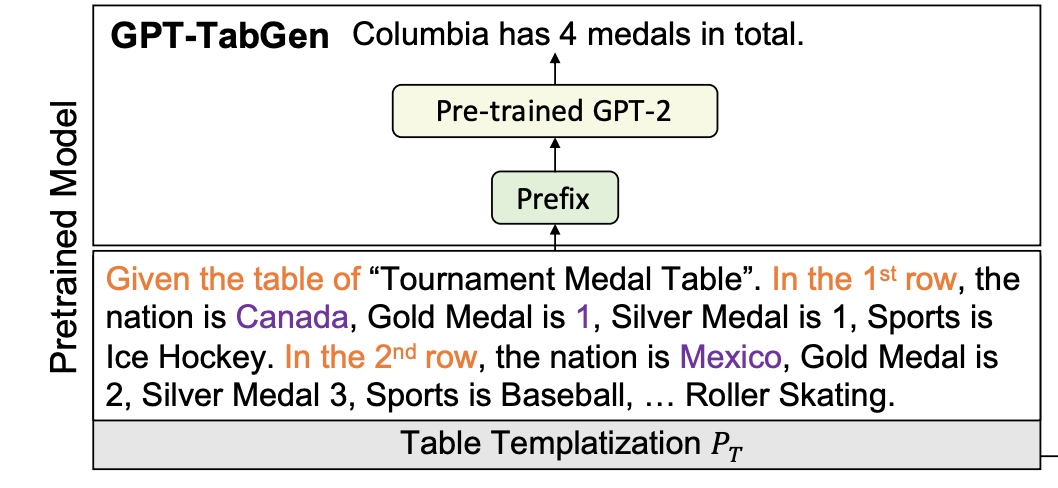 GPT-TabGen Columbia has 4 medals in total.
Pre-trained GPT-2
Prefix
Pretrained Model
Given the table of “Tournament Medal Table”. In the 1st row, the
nation is Canada, Gold Medal is 1, Silver Medal is 1, Sports is
Ice Hockey. In the 2nd row, the nation is Mexico, Gold Medal is
2, Silver Medal 3, Sports is Baseball, … Roller Skating.
Table Templatization P_T